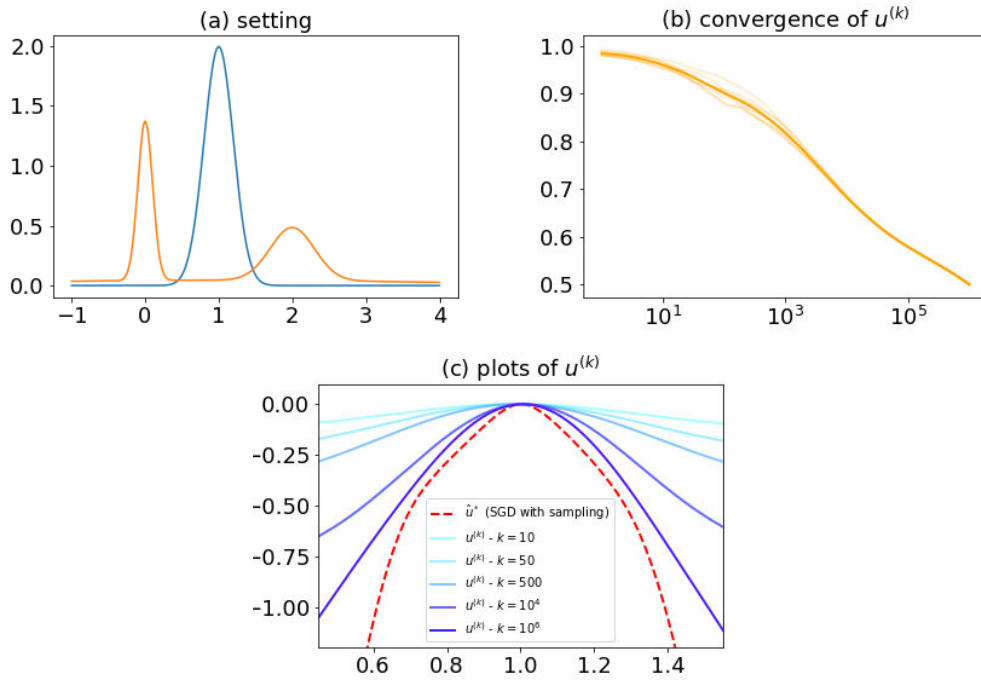 (a) setting
2.0
1.5
1.0
0.5
0.0
−1 0 1 2 3 4
(b) convergence of u^(k)
1.0
0.9
0.8
0.7
0.6
0.5
10^1 10^3 10^5
(c) plots of u^(k)
0.00
-0.25
-0.50
-0.75
-1.00
û* (SGD with sampling)
u^(k) - k = 10
u^(k) - k = 50
u^(k) - k = 500
u^(k) - k = 10^4
u^(k) - k = 10^6
0.6 0.8 1.0 1.2 1.4